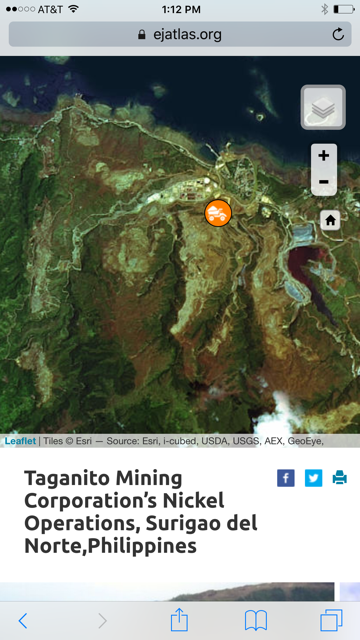 AT&T 1:12 PM
ejatlas.org
+
−
Leaflet | Tiles © Esri — Source: Esri, i-cubed, USDA, USGS, AEX, GeoEye,
Taganito Mining
Corporation's Nickel
Operations, Surigao del
Norte,Philippines